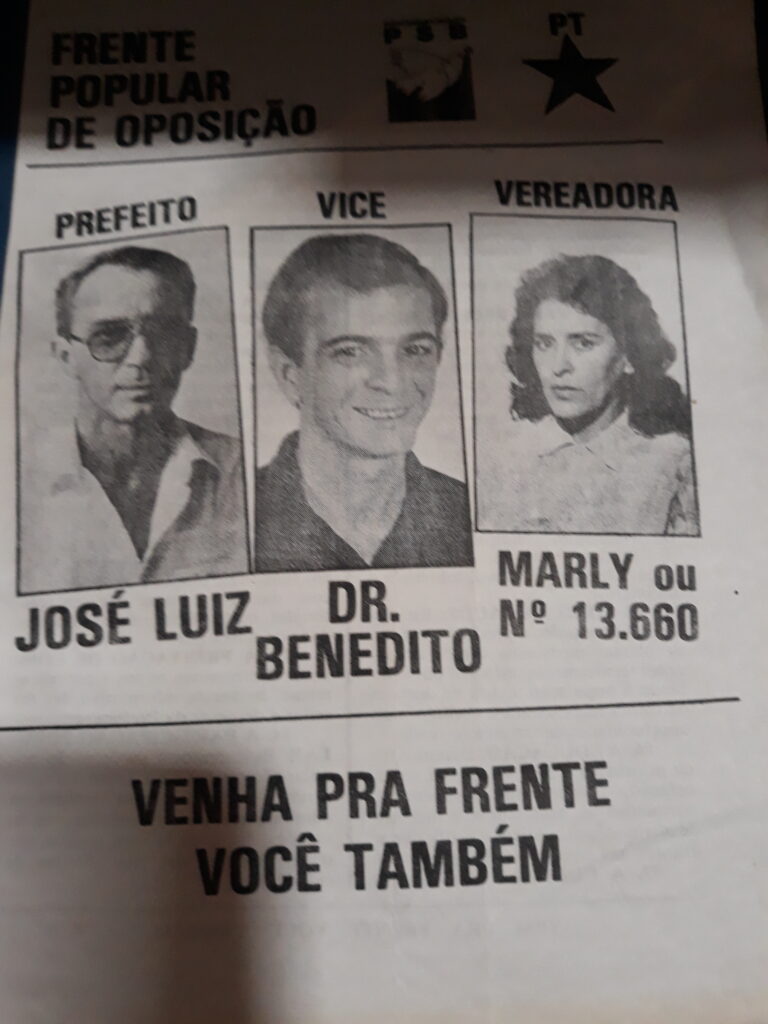 FRENTE
POPULAR
DE OPOSIÇÃO
PSB
PT
PREFEITO
VICE
VEREADORA
JOSÉ LUIZ
DR.
BENEDITO
MARLY ou
Nº 13.660
VENHA PRA FRENTE
VOCÊ TAMBÉM